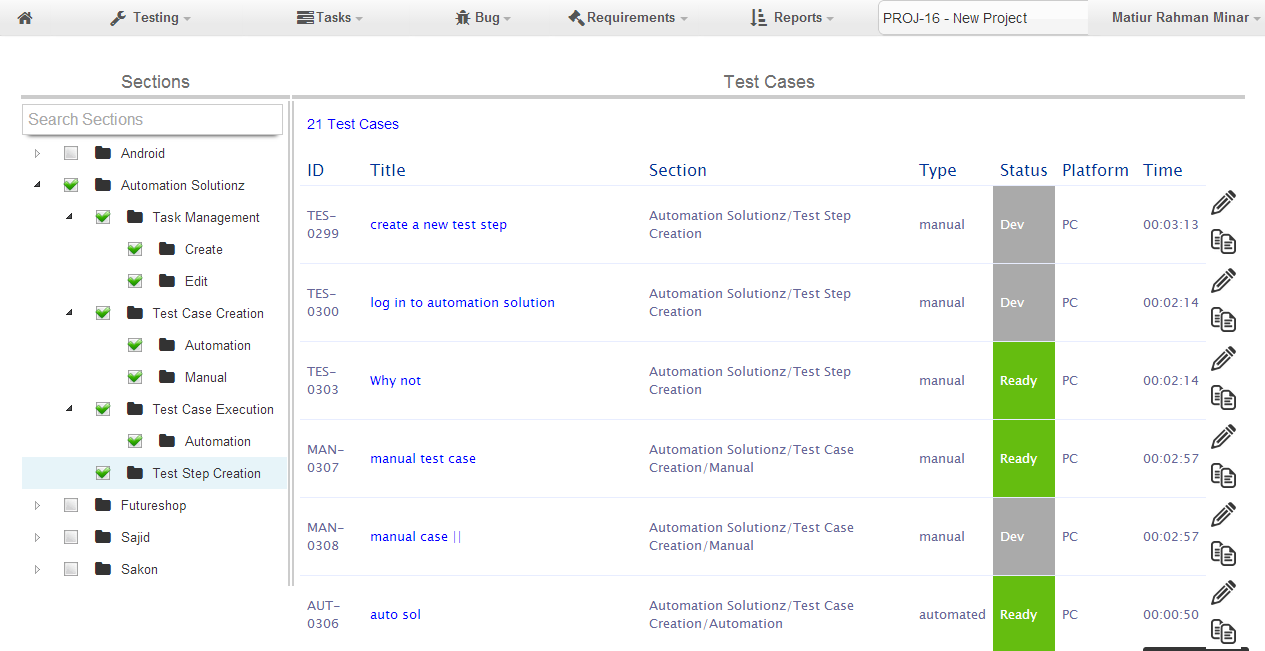 Testing Tasks Bug Requirements Reports PROJ-16 - New Project Matiur Rahman Minar
Sections
Search Sections
Android
Automation Solutionz
Task Management
Create
Edit
Test Case Creation
Automation
Manual
Test Case Execution
Automation
Test Step Creation
Futureshop
Sajid
Sakon
Test Cases
21 Test Cases
ID Title Section Type Status Platform Time
TES-
0299
create a new test step
Automation Solutionz/Test Step
Creation
manual Dev PC 00:03:13
TES-
0300
log in to automation solution
Automation Solutionz/Test Step
Creation
manual Dev PC 00:02:14
TES-
0303
Why not
Automation Solutionz/Test Step
Creation
manual Ready PC 00:02:14
MAN-
0307
manual test case
Automation Solutionz/Test Case
Creation/Manual
manual Ready PC 00:02:57
MAN-
0308
manual case ||
Automation Solutionz/Test Case
Creation/Manual
manual Dev PC 00:02:57
AUT-
0306
auto sol
Automation Solutionz/Test Case
Creation/Automation
automated Ready PC 00:00:50